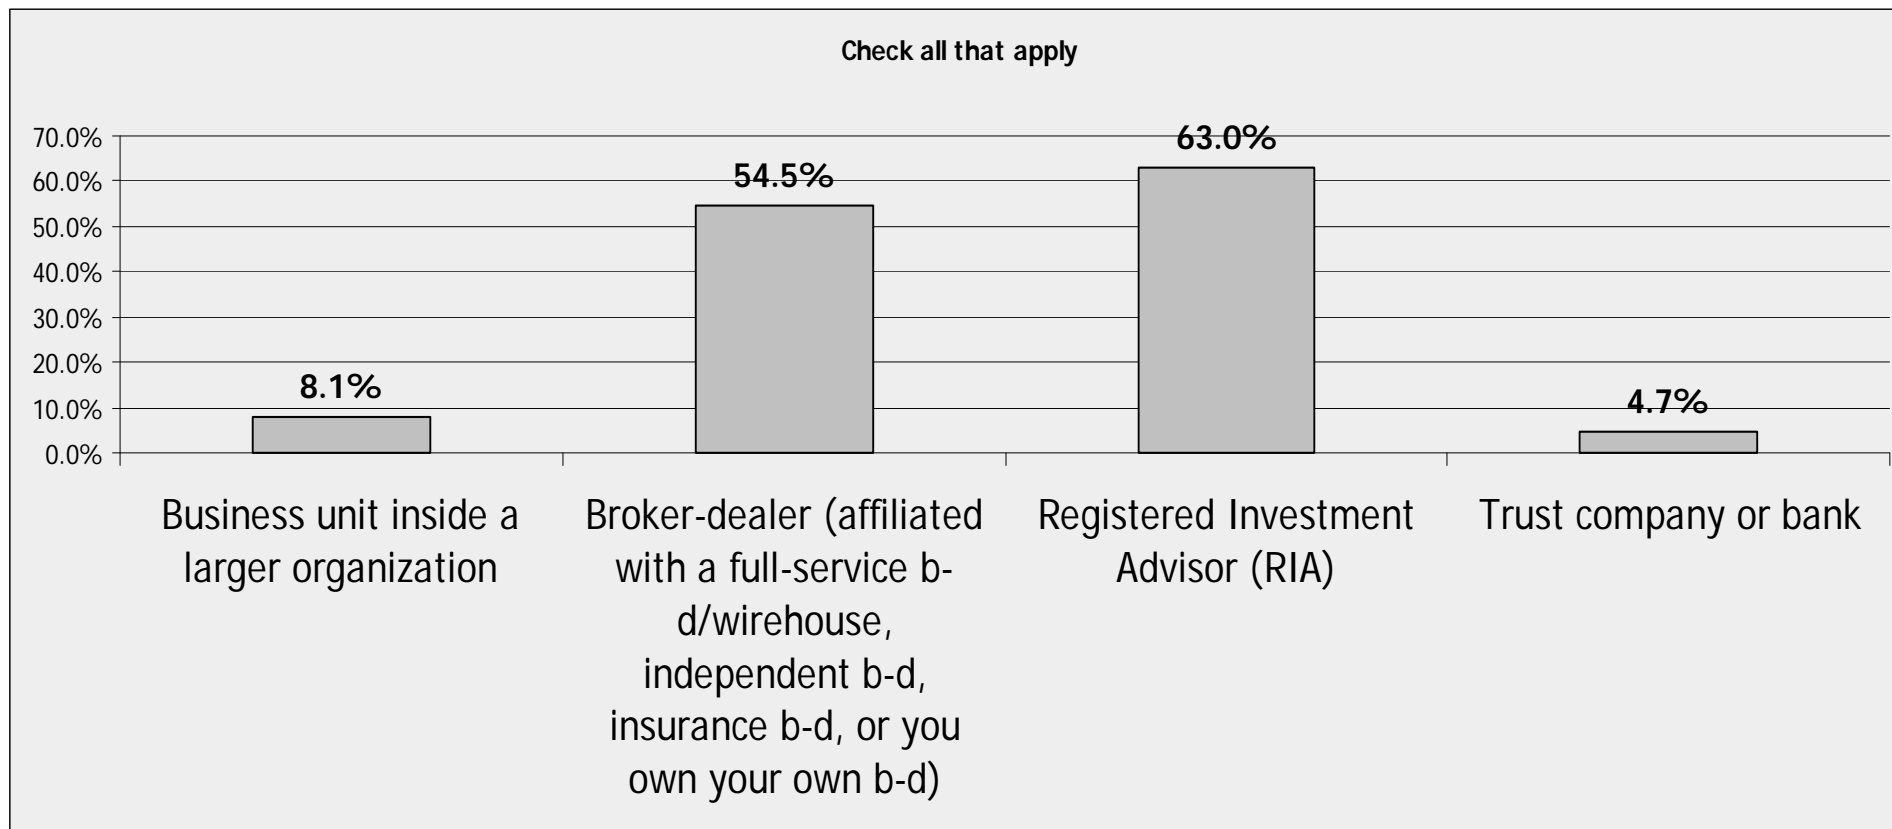 Check all that apply
70.0%
60.0%
50.0%
40.0%
30.0%
20.0%
10.0%
0.0%
8.1%
54.5%
63.0%
4.7%
Business unit inside a
larger organization
Broker-dealer (affiliated
with a full-service b-
d/wirehouse,
independent b-d,
insurance b-d, or you
own your own b-d)
Registered Investment
Advisor (RIA)
Trust company or bank